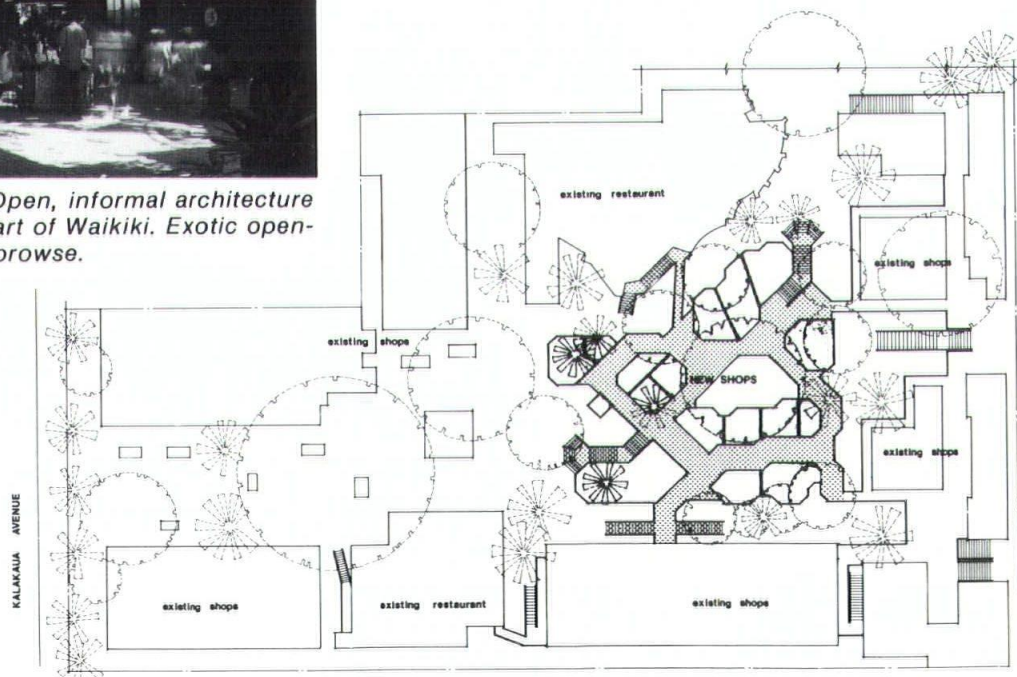 Open, informal architecture
art of Waikiki. Exotic open-
browse.
existing restaurant
existing shops
existing shops
NEW SHOPS
existing shops
KALAKAUA AVENUE
existing shops
existing restaurant
existing shops